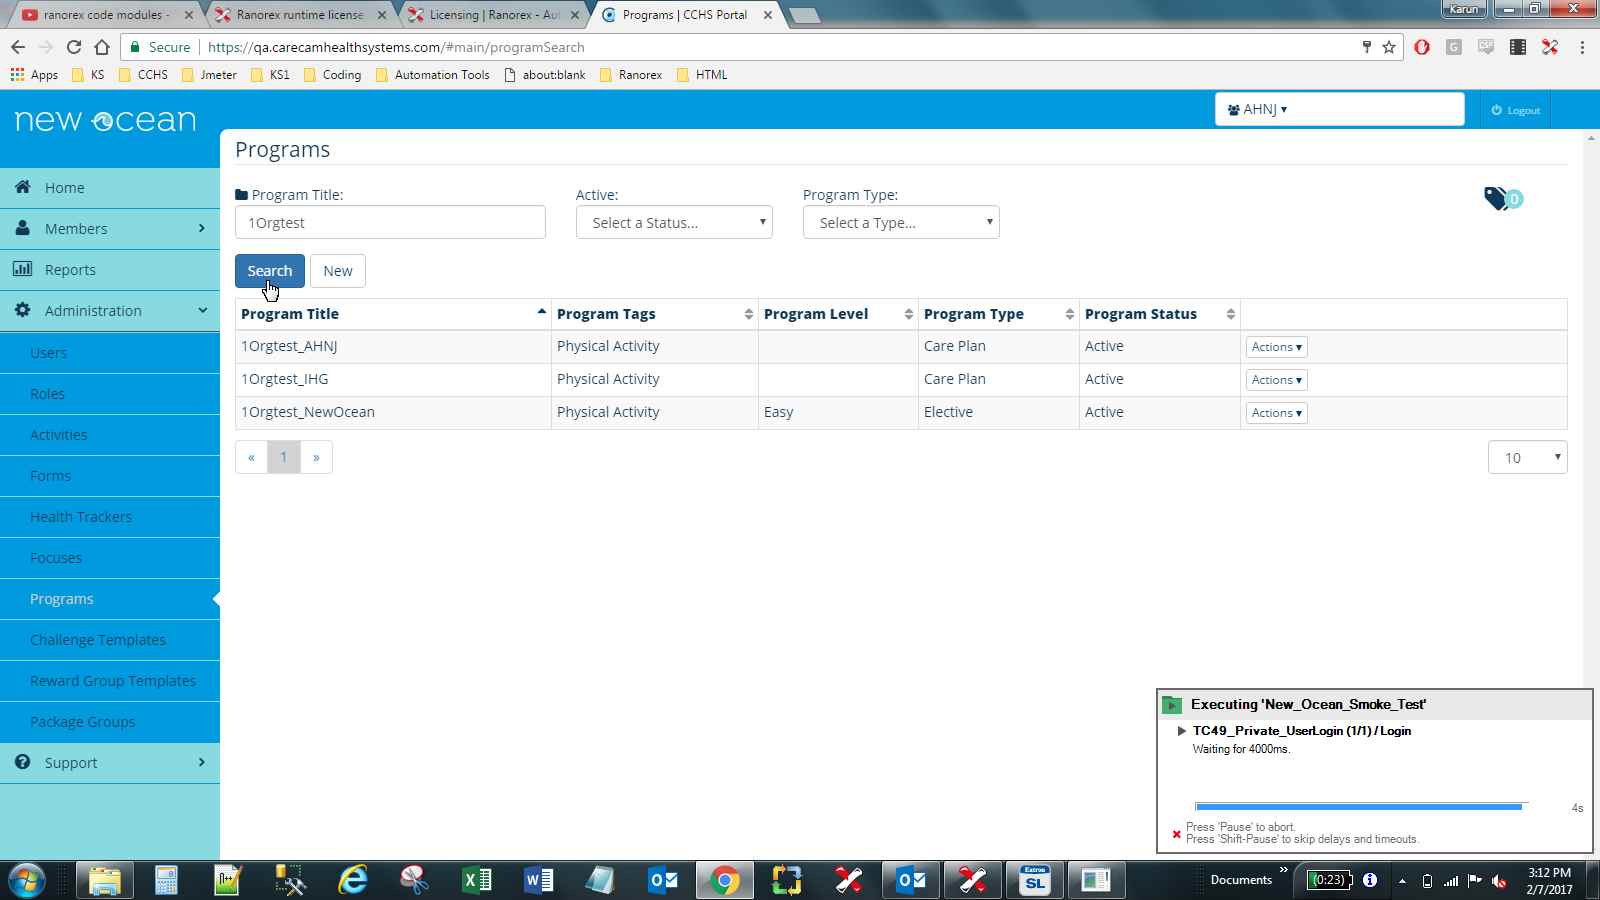 ranorex code modules -
Ranorex runtime license
Licensing | Ranorex - Aut
Programs | CCHS Portal
Karun
Secure
https://qa.carecamhealthsystems.com/#main/programSearch
Apps
KS
CCHS
Jmeter
KS1
Coding
Automation Tools
about:blank
Ranorex
HTML
new ocean
AHNJ ▾
Logout
Home
Members
Reports
Administration
Users
Roles
Activities
Forms
Health Trackers
Focuses
Programs
Challenge Templates
Reward Group Templates
Package Groups
Support
Programs
Program Title:
Active:
Program Type:
1Orgtest
Select a Status...
Select a Type...
0
Search
New
Program Title
Program Tags
Program Level
Program Type
Program Status
1Orgtest_AHNJ
Physical Activity
Care Plan
Active
Actions ▾
1Orgtest_IHG
Physical Activity
Care Plan
Active
Actions ▾
1Orgtest_NewOcean
Physical Activity
Easy
Elective
Active
Actions ▾
« 1 »
10
Executing 'New_Ocean_Smoke_Test'
TC49_Private_UserLogin (1/1) / Login
Waiting for 4000ms.
4s
Press 'Pause' to abort.
Press 'Shift-Pause' to skip delays and timeouts.
Extron
SL
Documents
(0:23)
3:12 PM
2/7/2017